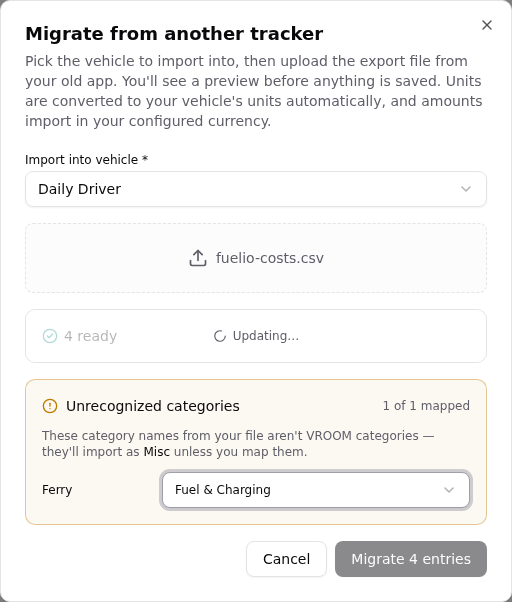 Migrate from another tracker
Pick the vehicle to import into, then upload the export file from
your old app. You'll see a preview before anything is saved. Units
are converted to your vehicle's units automatically, and amounts
import in your configured currency.
Import into vehicle *
Daily Driver
fuelio-costs.csv
4 ready
Updating...
Unrecognized categories
1 of 1 mapped
These category names from your file aren't VROOM categories —
they'll import as Misc unless you map them.
Ferry
Fuel & Charging
Cancel
Migrate 4 entries